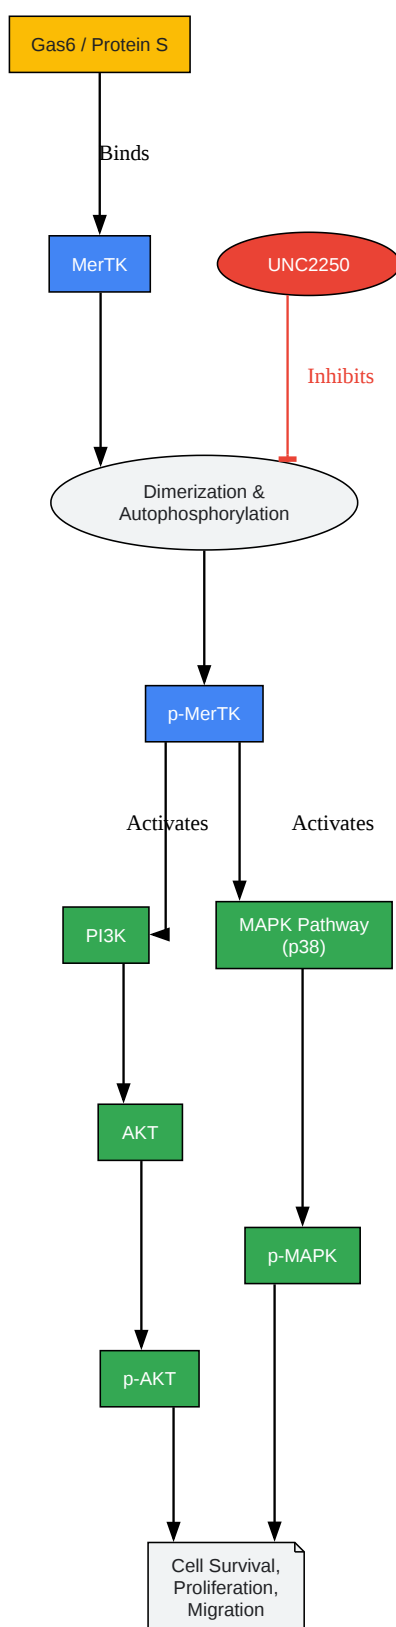 Gas6 / Protein S
Binds
MerTK
UNC2250
Inhibits
Dimerization &
Autophosphorylation
p-MerTK
Activates
Activates
PI3K
MAPK Pathway
(p38)
AKT
p-MAPK
p-AKT
Cell Survival,
Proliferation,
Migration